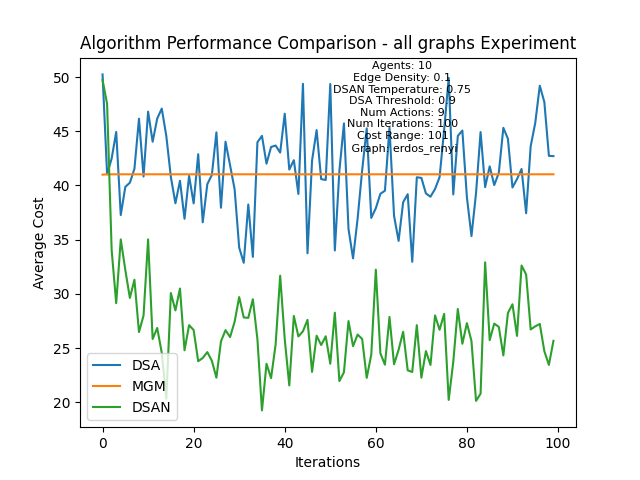 Algorithm Performance Comparison - all graphs Experiment
Agents: 10
Edge Density: 0.1
DSAN Temperature: 0.75
DSA Threshold: 0.9
Num Actions: 9
Num Iterations: 100
Cost Range: 101
Graph: erdos_renyi
50
45
40
35
30
25
20
Average Cost
DSA
MGM
DSAN
0
20
40
60
80
100
Iterations